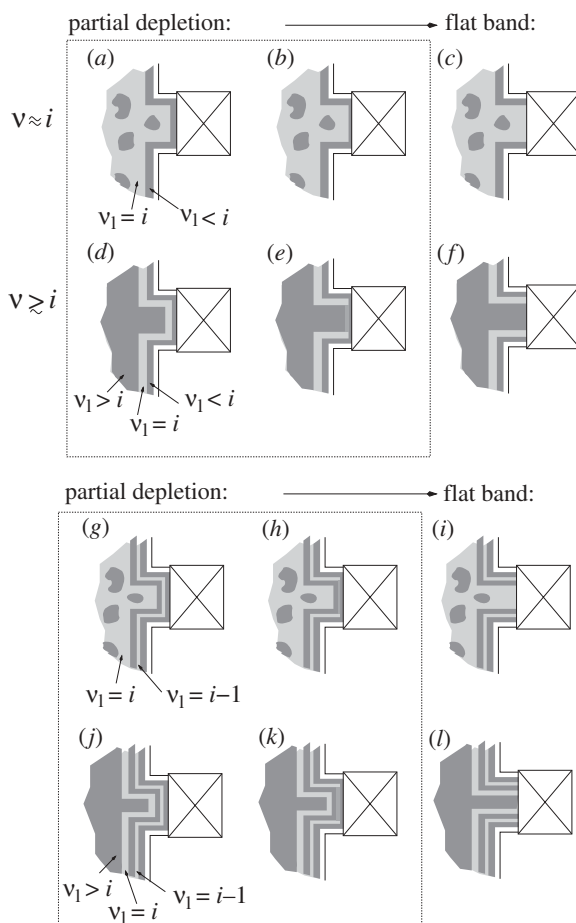 partial depletion: flat band:
(a) (b) (c)
ν≈i
ν₁=i ν₁<i
(d) (e) (f)
ν≳i
ν₁>i ν₁=i ν₁<i
partial depletion: flat band:
(g) (h) (i)
ν₁=i ν₁=i−1
(j) (k) (l)
ν₁>i ν₁=i ν₁=i−1